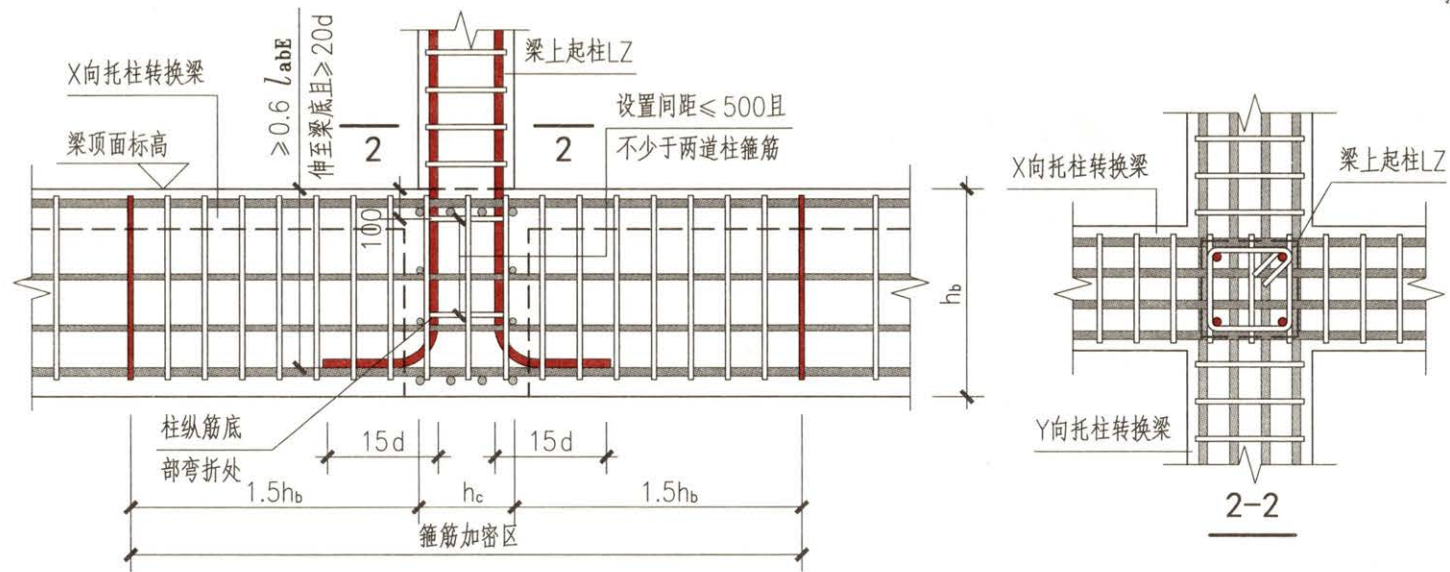 X向托柱转换梁
梁顶面标高
≥0.6 labE
伸至梁底且≥20d
梁上起柱LZ
设置间距≤500且
不少于两道柱箍筋
2
2
100
hb
柱纵筋底
部弯折处
15d
15d
1.5hb
hc
1.5hb
箍筋加密区
X向托柱转换梁
梁上起柱LZ
Y向托柱转换梁
2-2